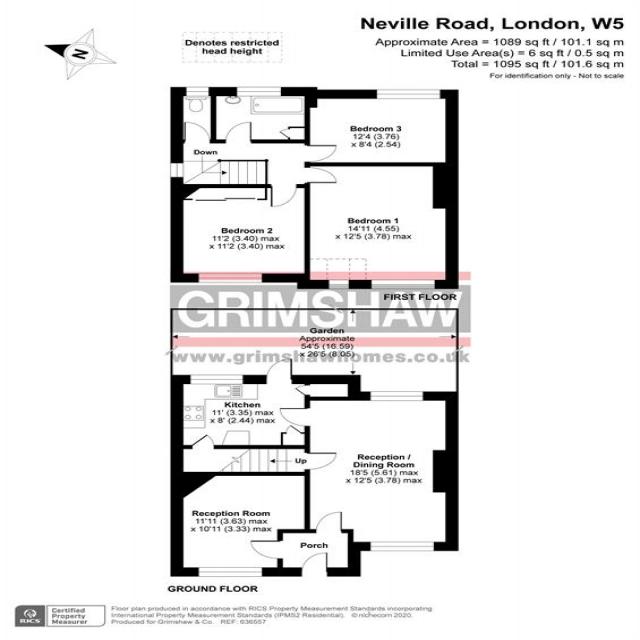 Neville Road, London, W5
Approximate Area = 1089 sq ft / 101.1 sq m
Limited Use Area(s) = 6 sq ft / 0.5 sq m
Total = 1095 sq ft / 101.6 sq m
For identification only - Not to scale
N
Denotes restricted
head height
Bedroom 3
12'4 (3.76)
x 8'4 (2.54)
Down
Bedroom 2
11'2 (3.40) max
x 11'2 (3.40) max
Bedroom 1
14'11 (4.55)
x 12'5 (3.78) max
FIRST FLOOR
GRIMSHAW
Garden
Approximate
54'5 (16.59)
x 26'5 (8.05)
www.grimshawhomes.co.uk
Kitchen
11' (3.35) max
x 8' (2.44) max
Up
Reception /
Dining Room
18'5 (5.61) max
x 12'5 (3.78) max
Reception Room
11'11 (3.63) max
x 10'11 (3.33) max
Porch
GROUND FLOOR
RICS
Certified
Property
Measurer
Floor plan produced in accordance with RICS Property Measurement Standards incorporating
International Property Measurement Standards (IPMS2 Residential). © nichecom 2020.
Produced for Grimshaw & Co. REF: 636557